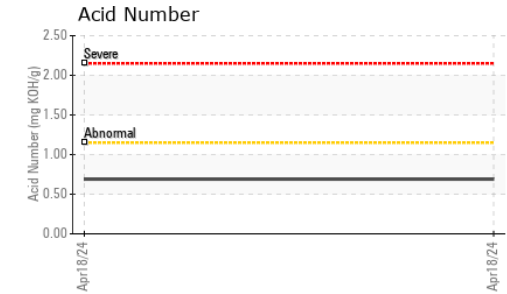 Acid Number
2.50
Severe
2.00
1.50
Abnormal
1.00
0.50
0.00
Acid Number (mg KOH/g)
Apr18/24
Apr18/24